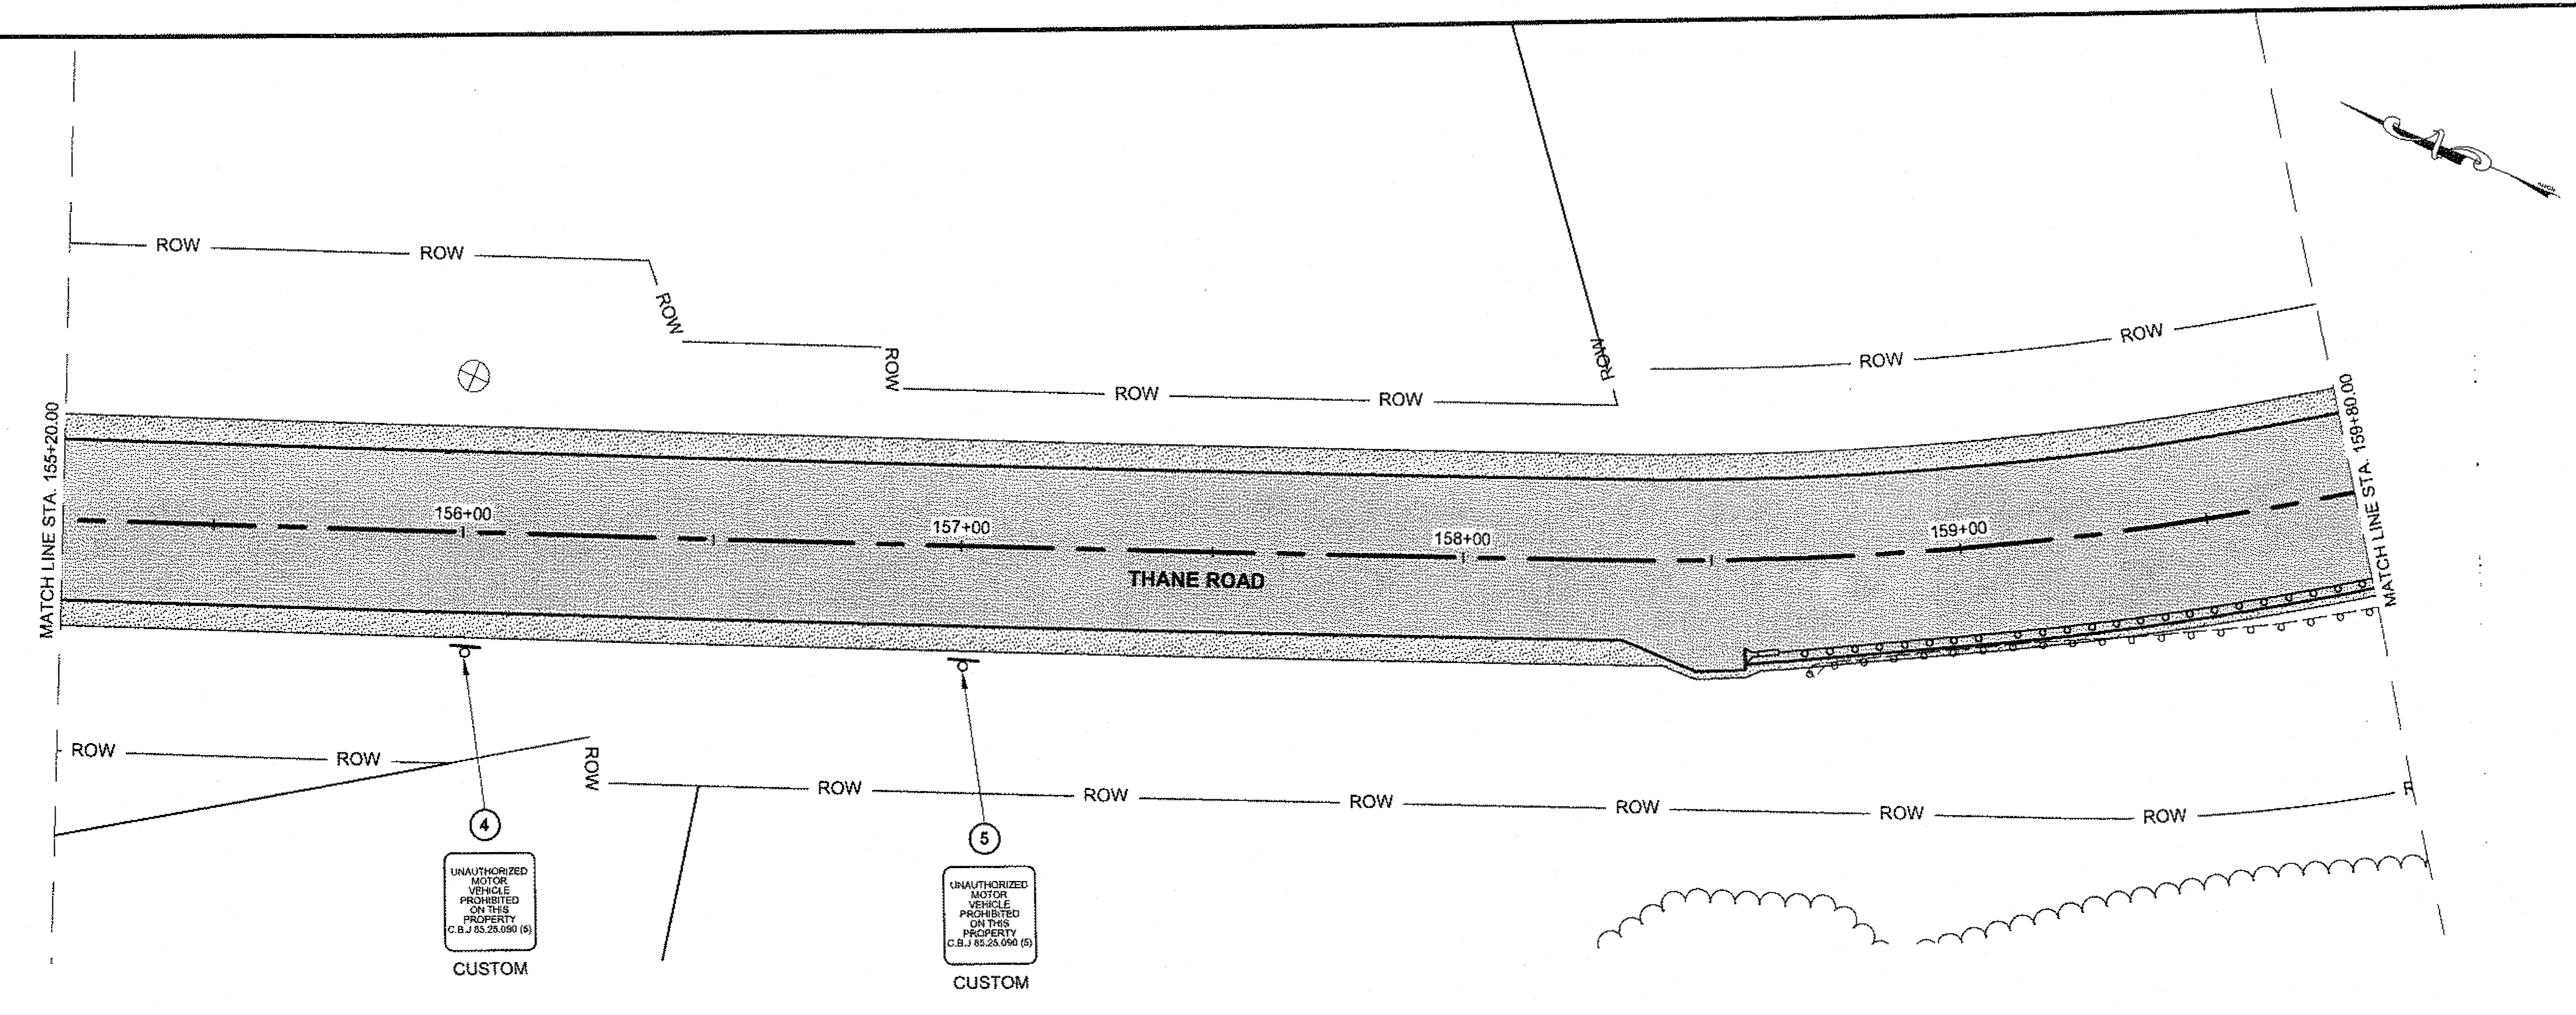 ROW
ROW
ROW
ROW
ROW
ROW
ROW
ROW
ROW
MATCH LINE STA. 155+20.00
156+00
157+00
158+00
159+00
THANE ROAD
MATCH LINE STA. 159+80.00
ROW
ROW
ROW
ROW
ROW
ROW
ROW
ROW
ROW
R
4
UNAUTHORIZED
MOTOR
VEHICLE
PROHIBITED
ON THIS
PROPERTY
C.B.J 85.25.090 (5)
CUSTOM
5
UNAUTHORIZED
MOTOR
VEHICLE
PROHIBITED
ON THIS
PROPERTY
C.B.J 85.25.090 (5)
CUSTOM